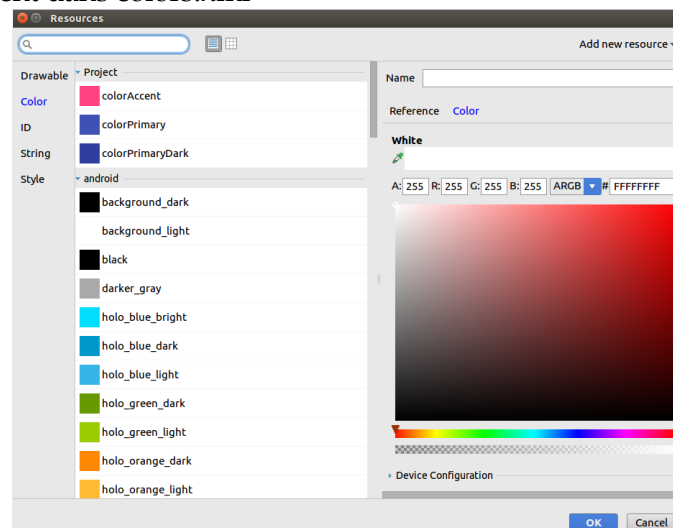 Resources
Add new resource
Drawable
Color
ID
String
Style
Project
colorAccent
colorPrimary
colorPrimaryDark
android
background_dark
background_light
black
darker_gray
holo_blue_bright
holo_blue_dark
holo_blue_light
holo_green_dark
holo_green_light
holo_orange_dark
holo_orange_light
Name
Reference Color
White
A: 255 R: 255 G: 255 B: 255 ARGB # FFFFFFFF
Device Configuration
OK Cancel